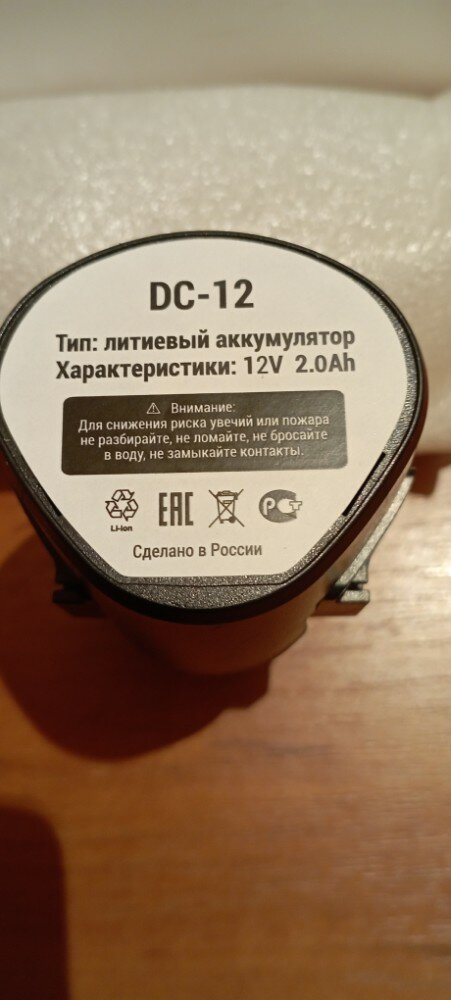 DC-12
Тип: литиевый аккумулятор
Характеристики: 12V 2.0Ah
⚠ Внимание:
Для снижения риска увечий или пожара
не разбирайте, не ломайте, не бросайте
в воду, не замыкайте контакты.
Li-ion EAC РСТ
Сделано в России